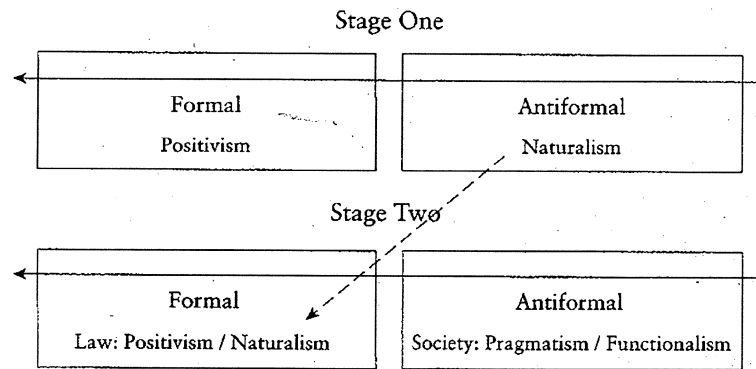 Stage One
Formal
Antiformal
Positivism
Naturalism
Stage Two
Formal
Antiformal
Law: Positivism / Naturalism
Society: Pragmatism / Functionalism